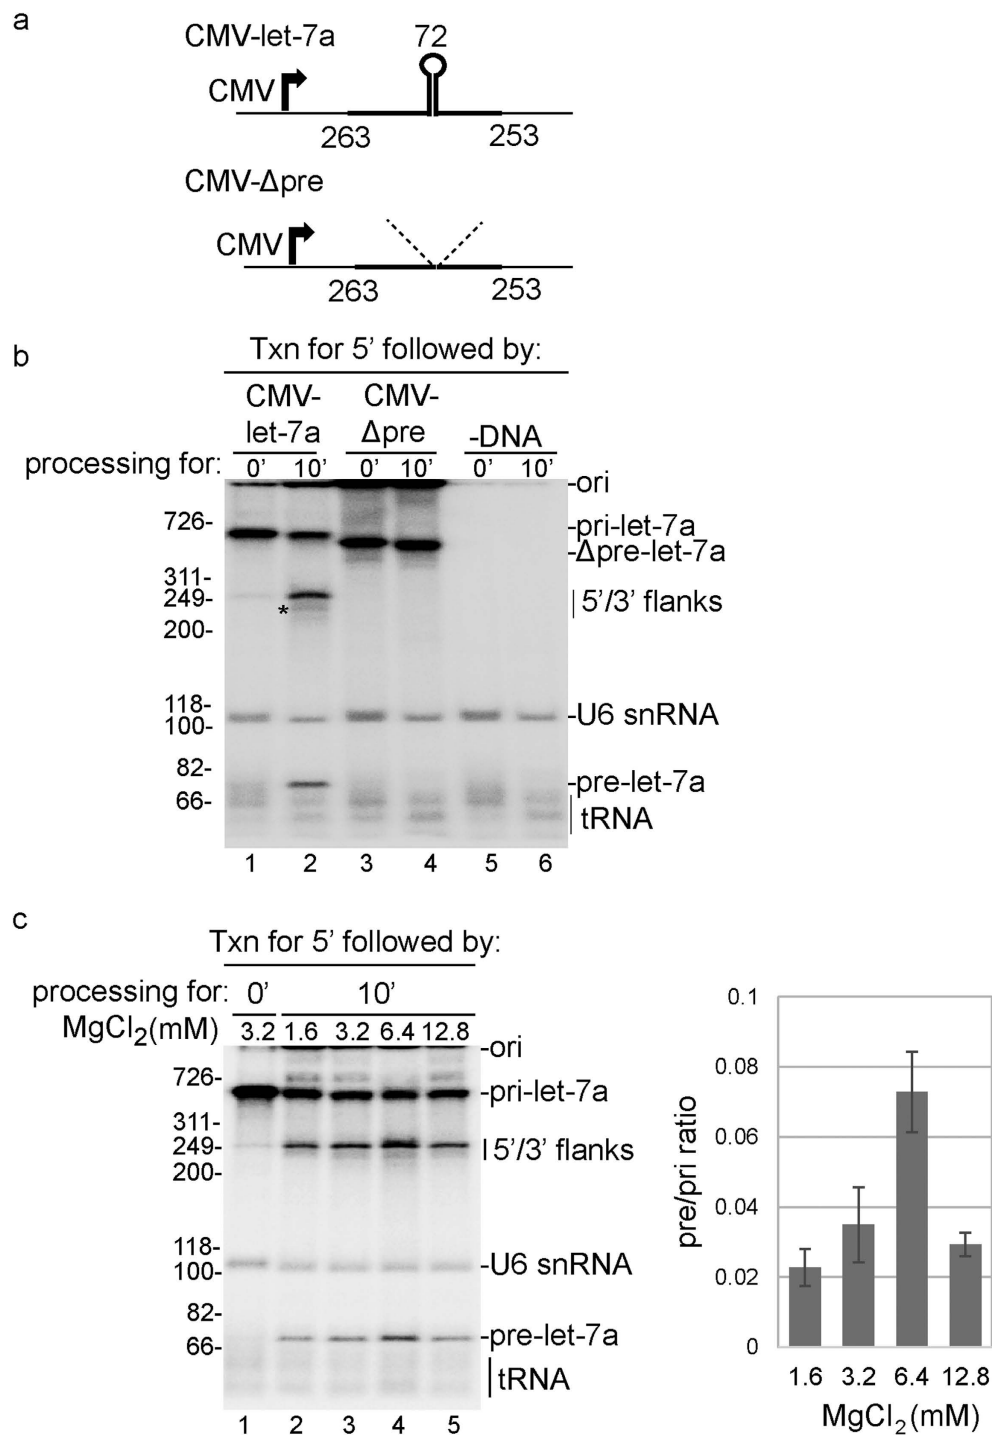 a
CMV-let-7a 72
CMV
263 253
CMV-Δpre
CMV
263 253
b
Txn for 5’ followed by:
CMV- CMV-
let-7a Δpre -DNA
processing for: 0’ 10’ 0’ 10’ 0’ 10’
-ori
726- -pri-let-7a
-Δpre-let-7a
311-
249- 5’/3’ flanks
*
200-
118- -U6 snRNA
100-
82- -pre-let-7a
66- tRNA
1 2 3 4 5 6
c
Txn for 5’ followed by:
processing for: 0’ 10’
MgCl2(mM) 3.2 1.6 3.2 6.4 12.8
-ori
726- -pri-let-7a
311-
249- 5’/3’ flanks
200-
118- -U6 snRNA
100-
82- -pre-let-7a
66-
tRNA
1 2 3 4 5
pre/pri ratio
0.1
0.08
0.06
0.04
0.02
0
1.6 3.2 6.4 12.8
MgCl2(mM)